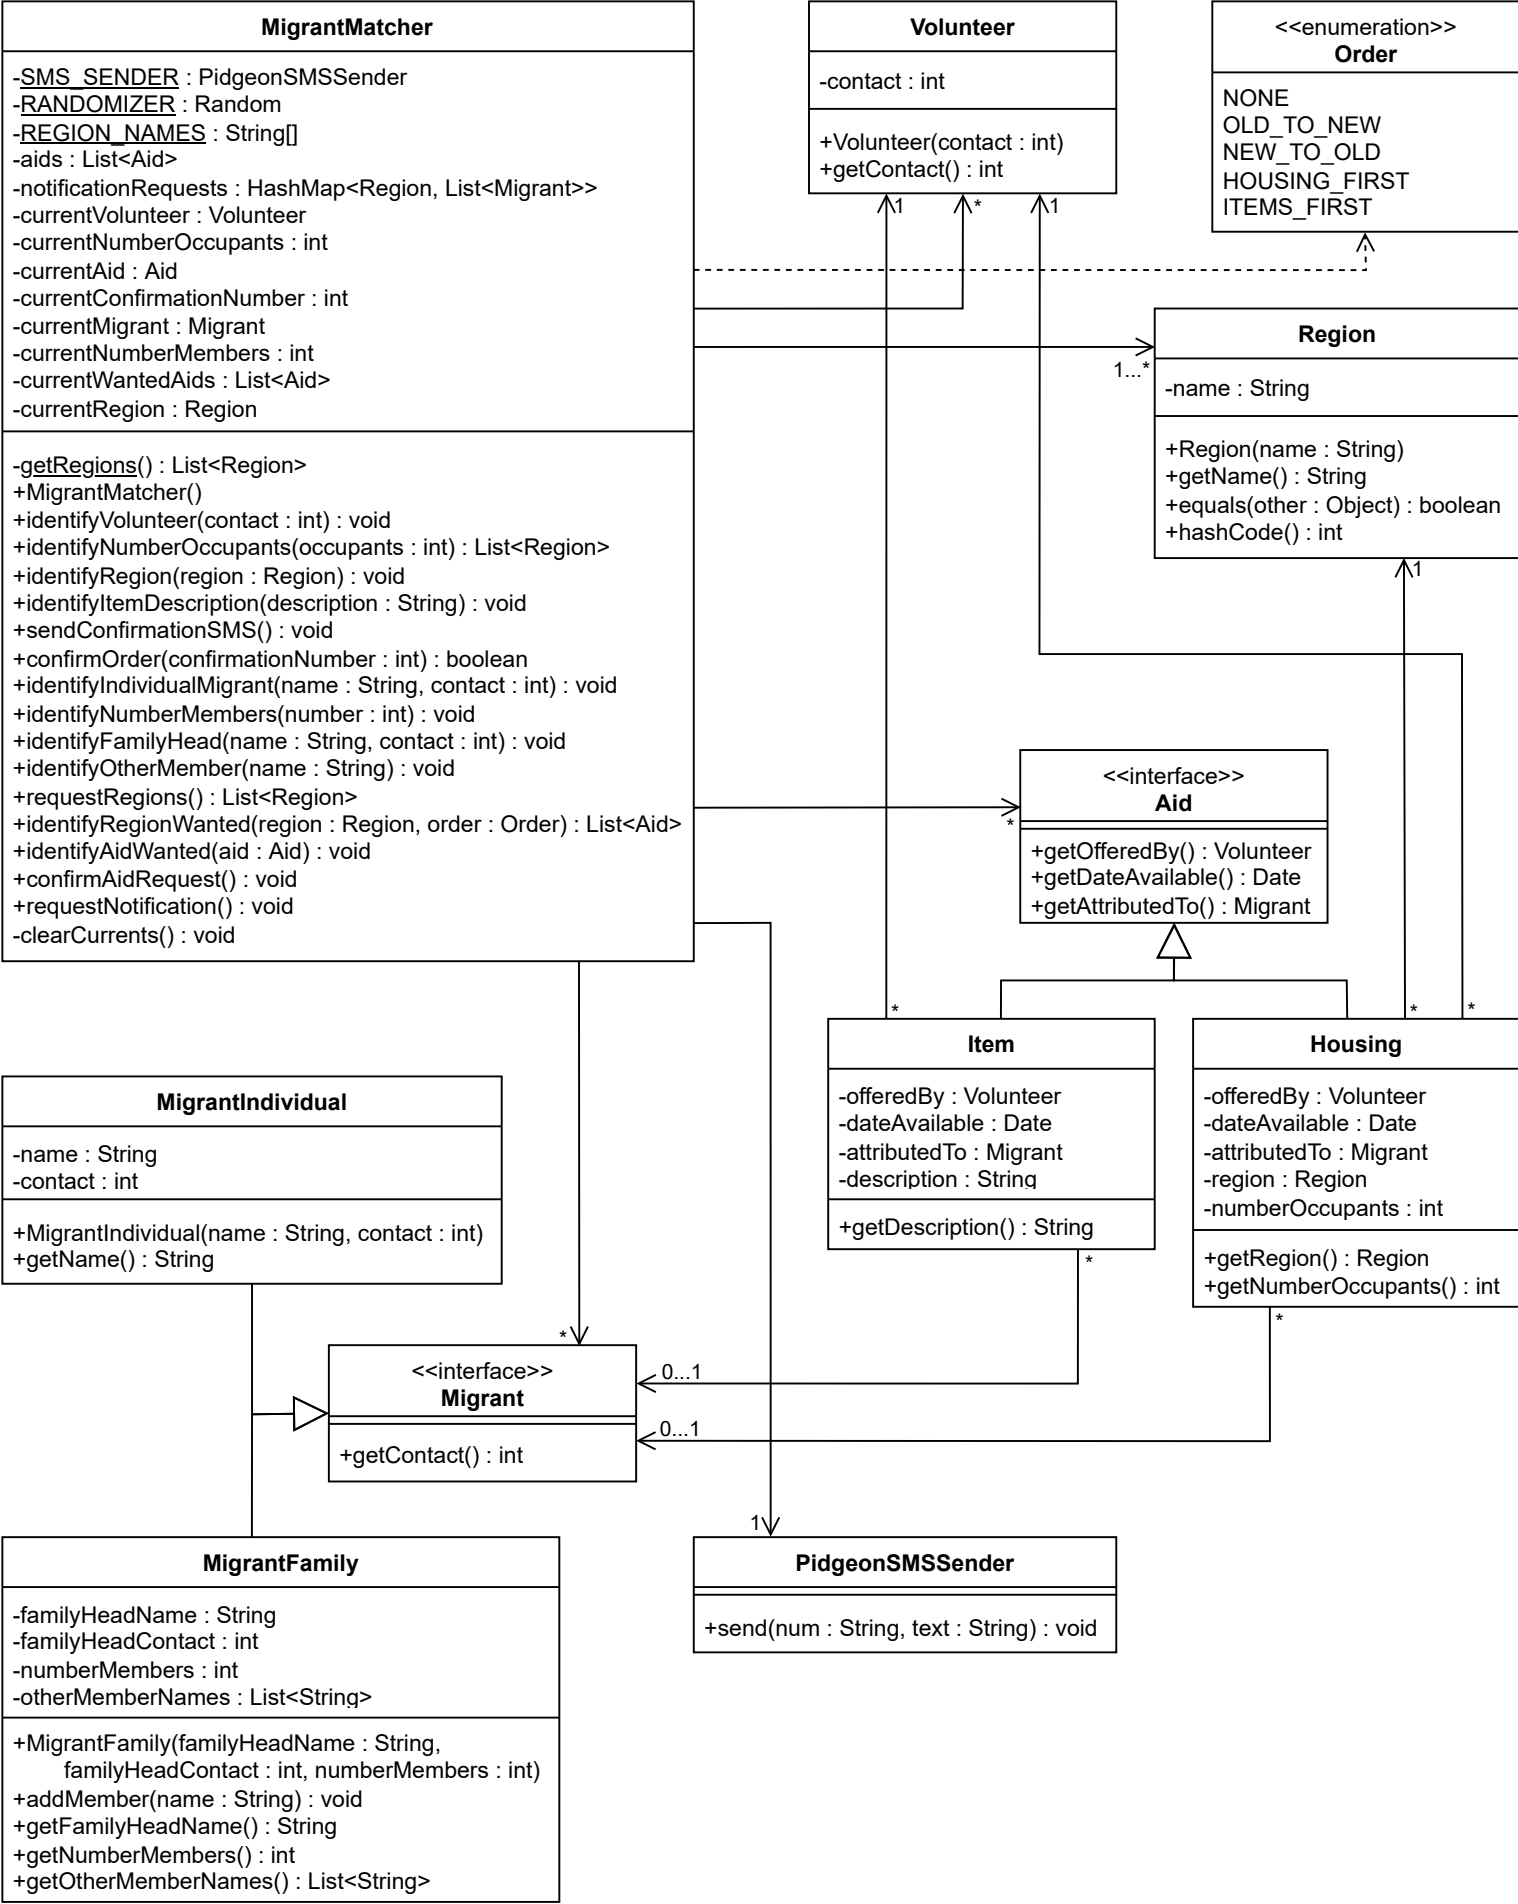 MigrantMatcher
-SMS_SENDER : PidgeonSMSSender
-RANDOMIZER : Random
-REGION_NAMES : String[]
-aids : List<Aid>
-notificationRequests : HashMap<Region, List<Migrant>>
-currentVolunteer : Volunteer
-currentNumberOccupants : int
-currentAid : Aid
-currentConfirmationNumber : int
-currentMigrant : Migrant
-currentNumberMembers : int
-currentWantedAids : List<Aid>
-currentRegion : Region
-getRegions() : List<Region>
+MigrantMatcher()
+identifyVolunteer(contact : int) : void
+identifyNumberOccupants(occupants : int) : List<Region>
+identifyRegion(region : Region) : void
+identifyItemDescription(description : String) : void
+sendConfirmationSMS() : void
+confirmOrder(confirmationNumber : int) : boolean
+identifyIndividualMigrant(name : String, contact : int) : void
+identifyNumberMembers(number : int) : void
+identifyFamilyHead(name : String, contact : int) : void
+identifyOtherMember(name : String) : void
+requestRegions() : List<Region>
+identifyRegionWanted(region : Region, order : Order) : List<Aid>
+identifyAidWanted(aid : Aid) : void
+confirmAidRequest() : void
+requestNotification() : void
-clearCurrents() : void
Volunteer
-contact : int
+Volunteer(contact : int)
+getContact() : int
1
*
1
<<enumeration>>
Order
NONE
OLD_TO_NEW
NEW_TO_OLD
HOUSING_FIRST
ITEMS_FIRST
Region
1...*
-name : String
+Region(name : String)
+getName() : String
+equals(other : Object) : boolean
+hashCode() : int
1
<<interface>>
Aid
*
+getOfferedBy() : Volunteer
+getDateAvailable() : Date
+getAttributedTo() : Migrant
*
*
*
Item
-offeredBy : Volunteer
-dateAvailable : Date
-attributedTo : Migrant
-description : String
+getDescription() : String
*
Housing
-offeredBy : Volunteer
-dateAvailable : Date
-attributedTo : Migrant
-region : Region
-numberOccupants : int
+getRegion() : Region
+getNumberOccupants() : int
*
MigrantIndividual
-name : String
-contact : int
+MigrantIndividual(name : String, contact : int)
+getName() : String
*
<<interface>>
Migrant
+getContact() : int
0...1
0...1
MigrantFamily
-familyHeadName : String
-familyHeadContact : int
-numberMembers : int
-otherMemberNames : List<String>
+MigrantFamily(familyHeadName : String,
familyHeadContact : int, numberMembers : int)
+addMember(name : String) : void
+getFamilyHeadName() : String
+getNumberMembers() : int
+getOtherMemberNames() : List<String>
1
PidgeonSMSSender
+send(num : String, text : String) : void